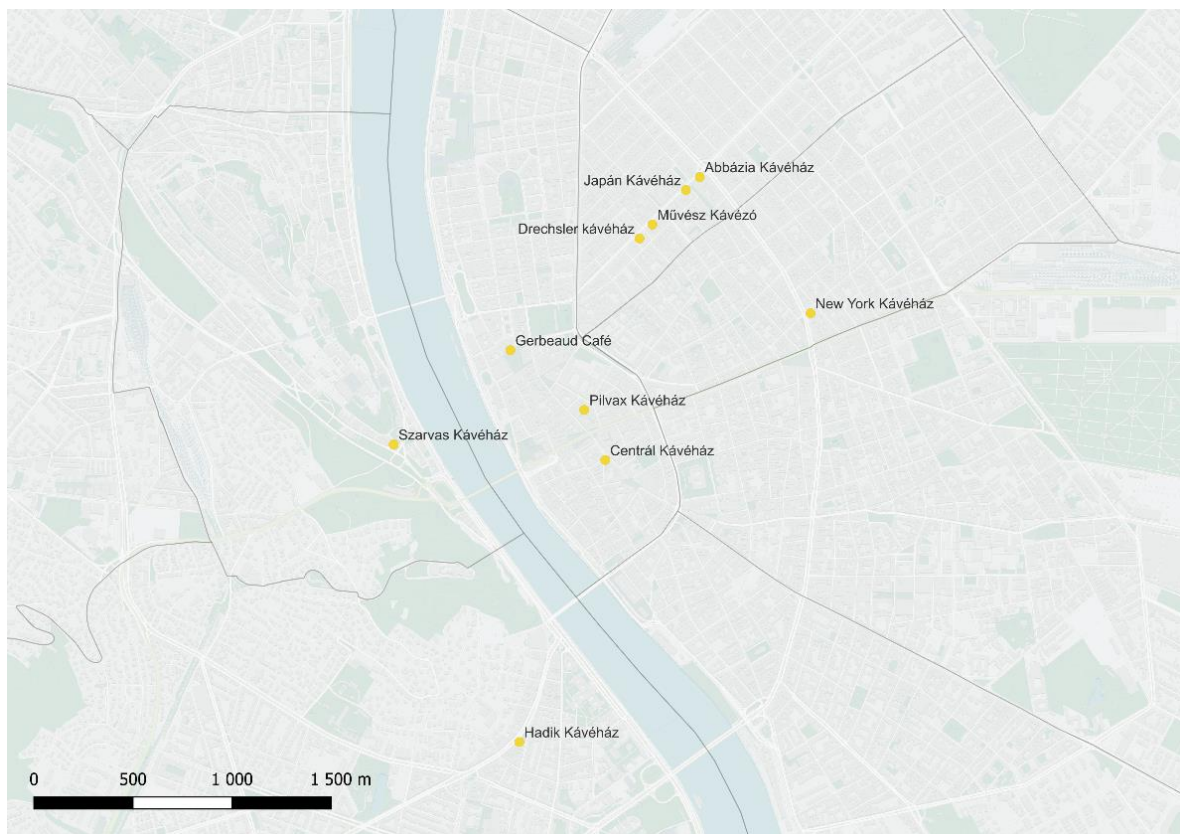 Abbázia Kávéház
Japán Kávéház
Művész Kávézó
Drechsler kávéház
New York Kávéház
Gerbeaud Café
Pilvax Kávéház
Szarvas Kávéház
Centrál Kávéház
Hadik Kávéház
0 500 1 000 1 500 m